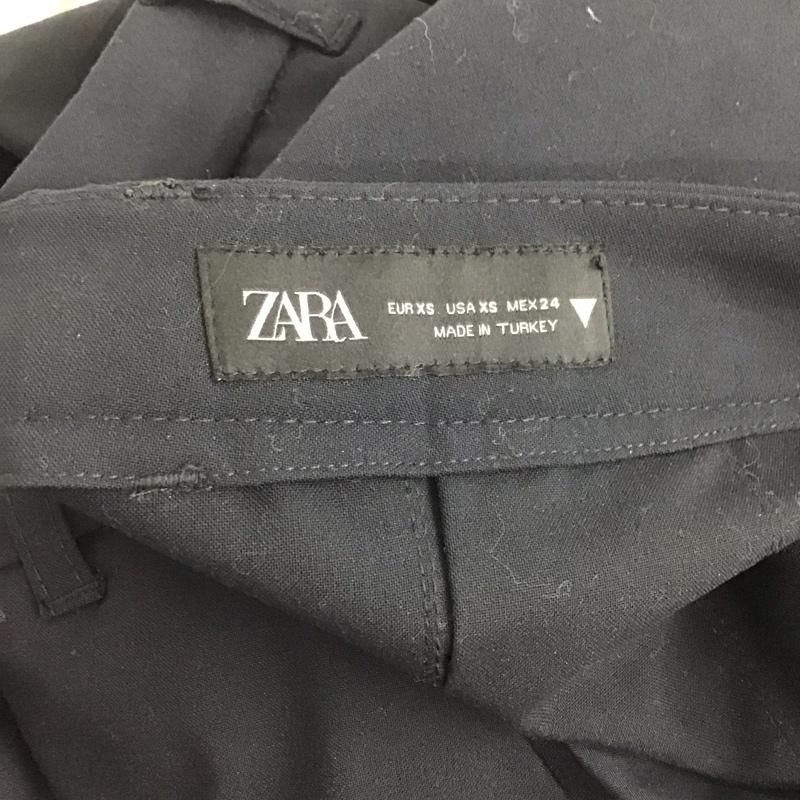 ZARA
EUR XS USA XS MEX 24
MADE IN TURKEY